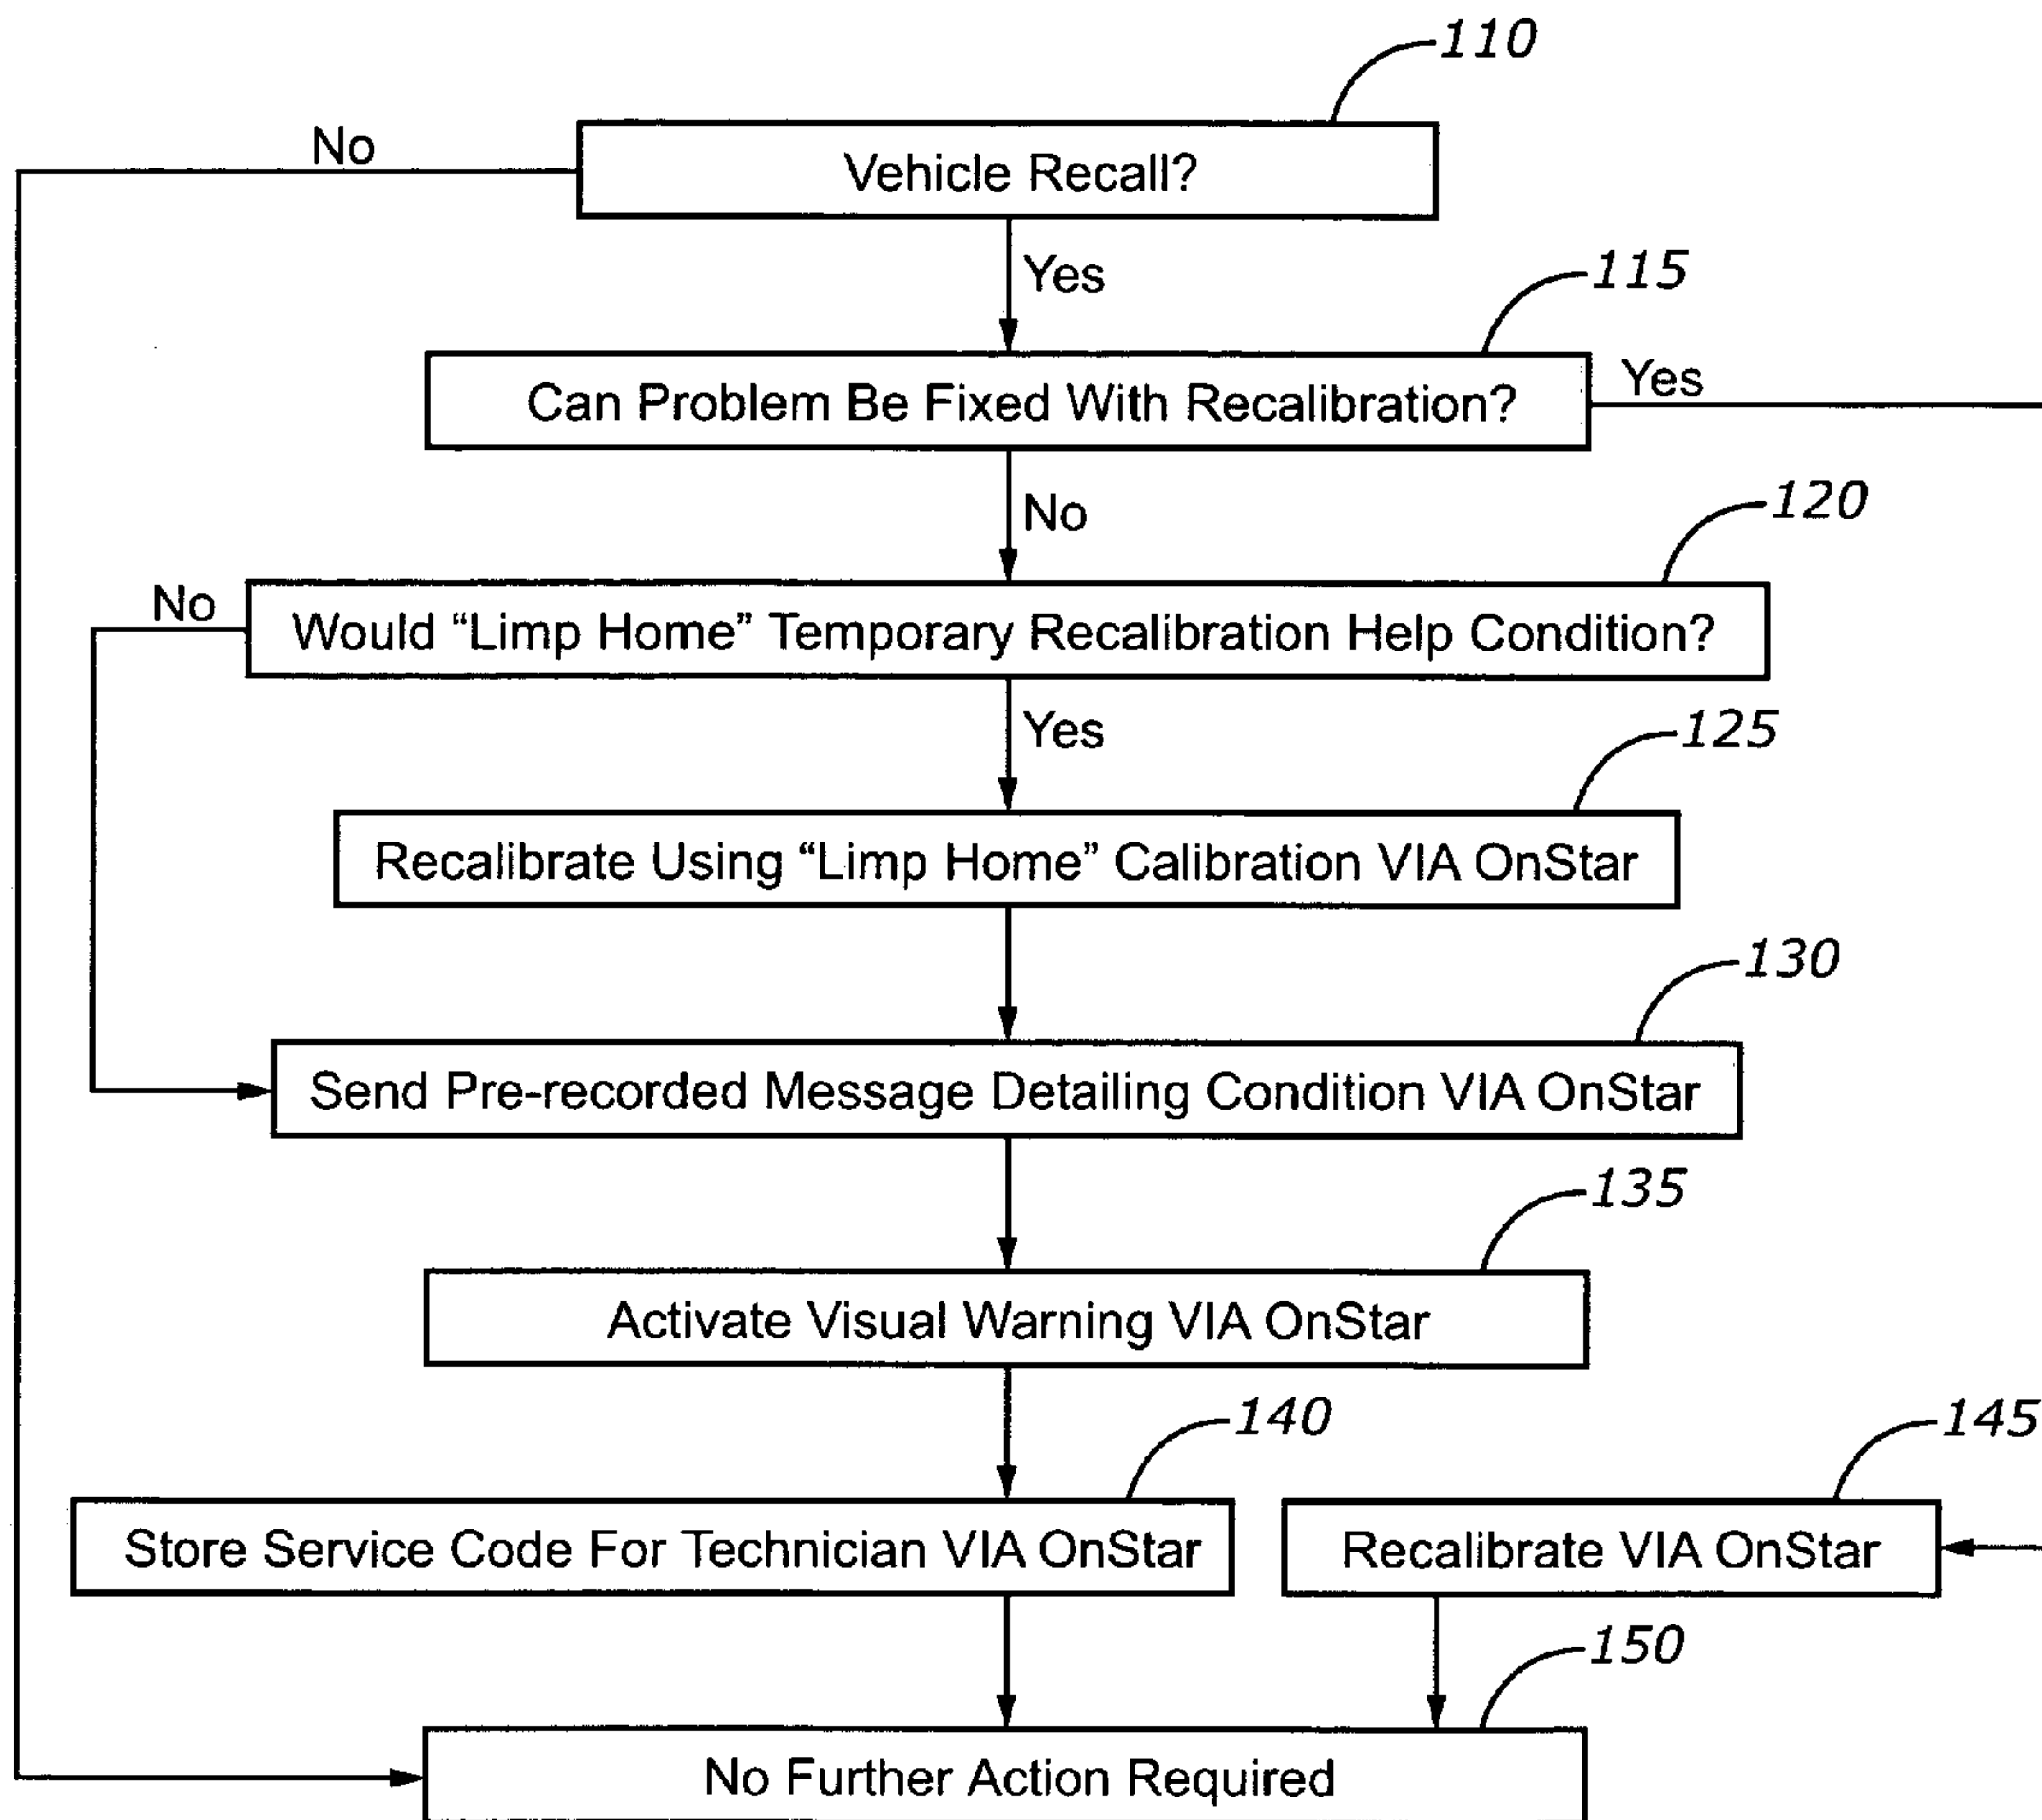 110
No
Vehicle Recall?
Yes
115
Can Problem Be Fixed With Recalibration?
Yes
No
120
No
Would “Limp Home” Temporary Recalibration Help Condition?
Yes
125
Recalibrate Using “Limp Home” Calibration VIA OnStar
130
Send Pre-recorded Message Detailing Condition VIA OnStar
135
Activate Visual Warning VIA OnStar
140
145
Store Service Code For Technician VIA OnStar
Recalibrate VIA OnStar
150
No Further Action Required